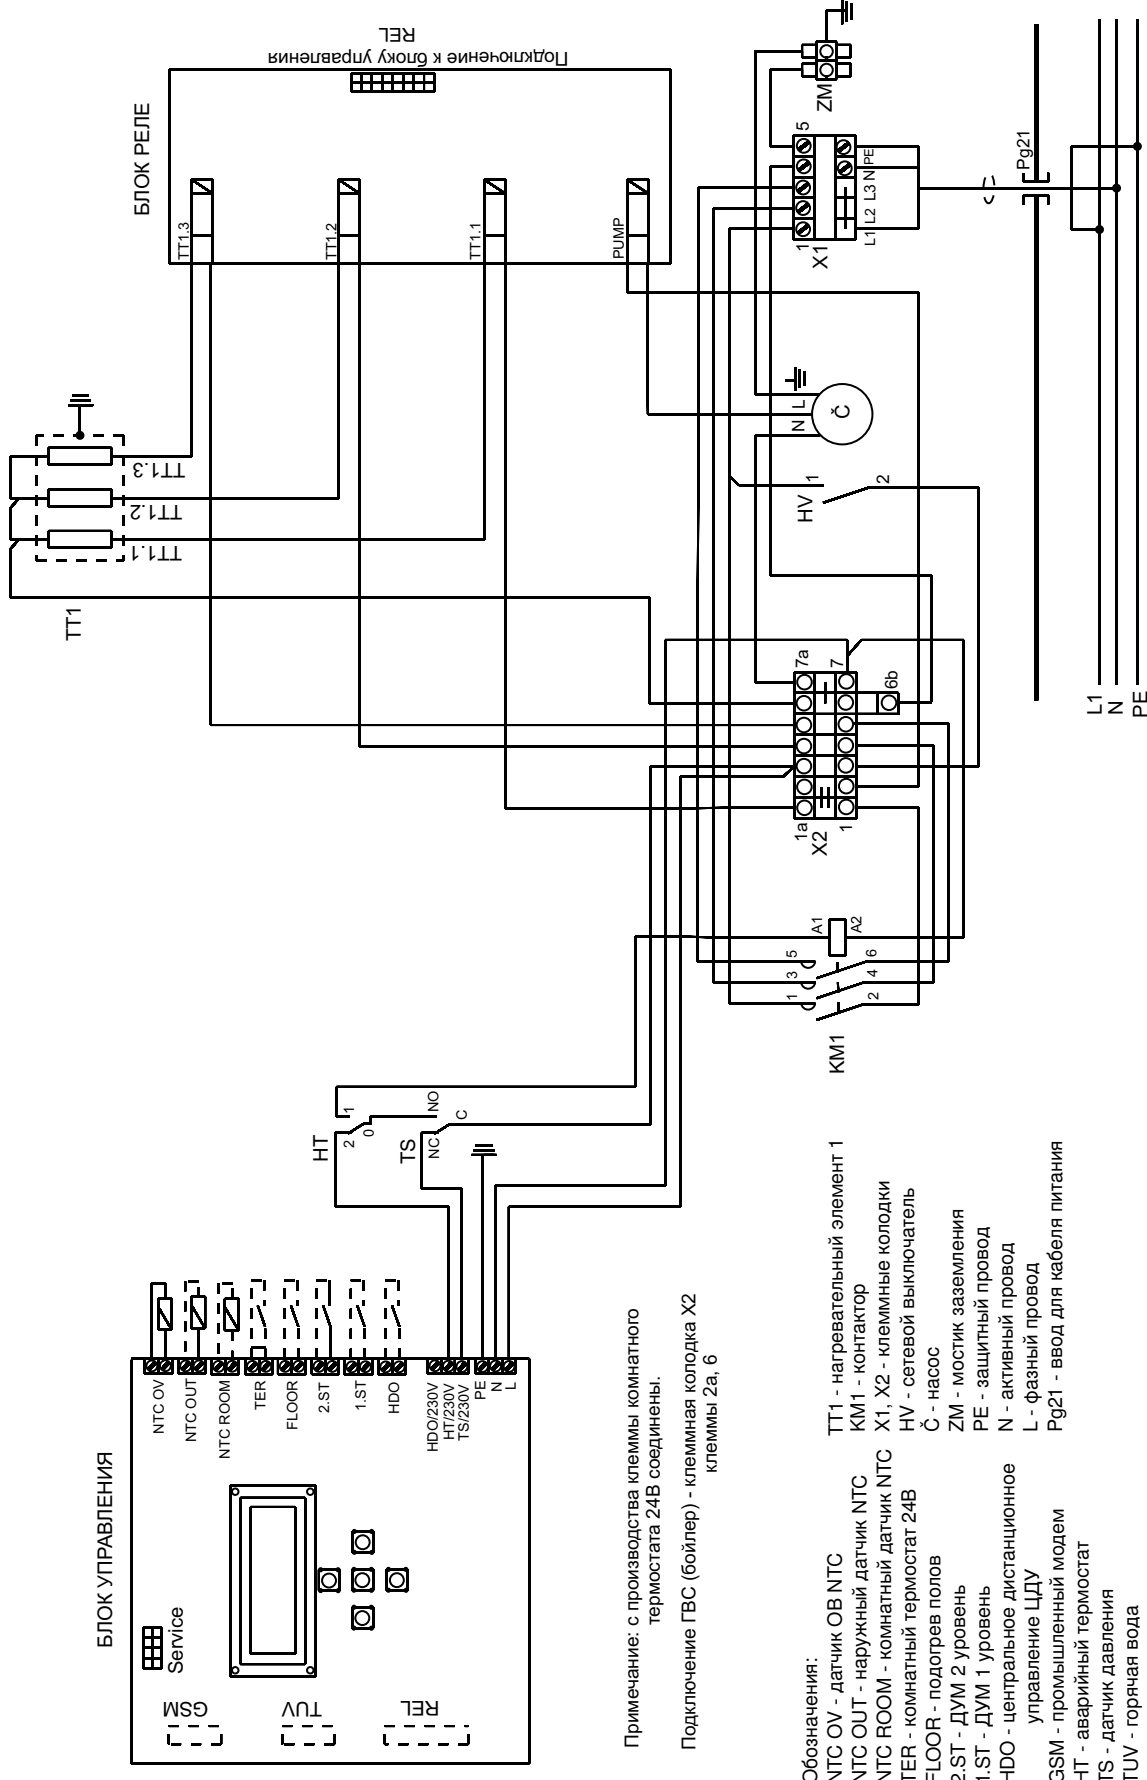 БЛОК УПРАВЛЕНИЯ
Service
GSM
TUV
REL
NTC OV
NTC OUT
NTC ROOM
TER
FLOOR
2.ST
1.ST
HDO
HDO/230V
HT/230V
TS/230V
PE
N
L
HT
1
2
0
TS
NO
NC
C
TT1
TT1.1
TT1.2
TT1.3
БЛОК РЕЛЕ
Подключение к блоку управления
REL
TT1.3
TT1.2
TT1.1
PUMP
KM1
1
3
5
A1
2
4
6
A2
X2
1a
7a
1
7
6b
HV
1
2
N
L
Č
X1
1
5
L1
L2
L3
N
PE
ZM
Pg21
L1
N
PE
Примечание: с производства клеммы комнатного
термостата 24В соединены.
Подключение ГВС (бойлер) - клеммная колодка X2
клеммы 2а, 6
Обозначения:
NTC OV - датчик ОВ NTC
NTC OUT - наружный датчик NTC
NTC ROOM - комнатный датчик NTC
TER - комнатный термостат 24В
FLOOR - подогрев полов
2.ST - ДУМ 2 уровень
1.ST - ДУМ 1 уровень
HDO - центральное дистанционное
управление ЦДУ
GSM - промышленный модем
HT - аварийный термостат
TS - датчик давления
TUV - горячая вода
TT1 - нагревательный элемент 1
KM1 - контактор
X1, X2 - клеммные колодки
HV - сетевой выключатель
Č - насос
ZM - мостик заземления
PE - защитный провод
N - активный провод
L - фазный провод
Pg21 - ввод для кабеля питания